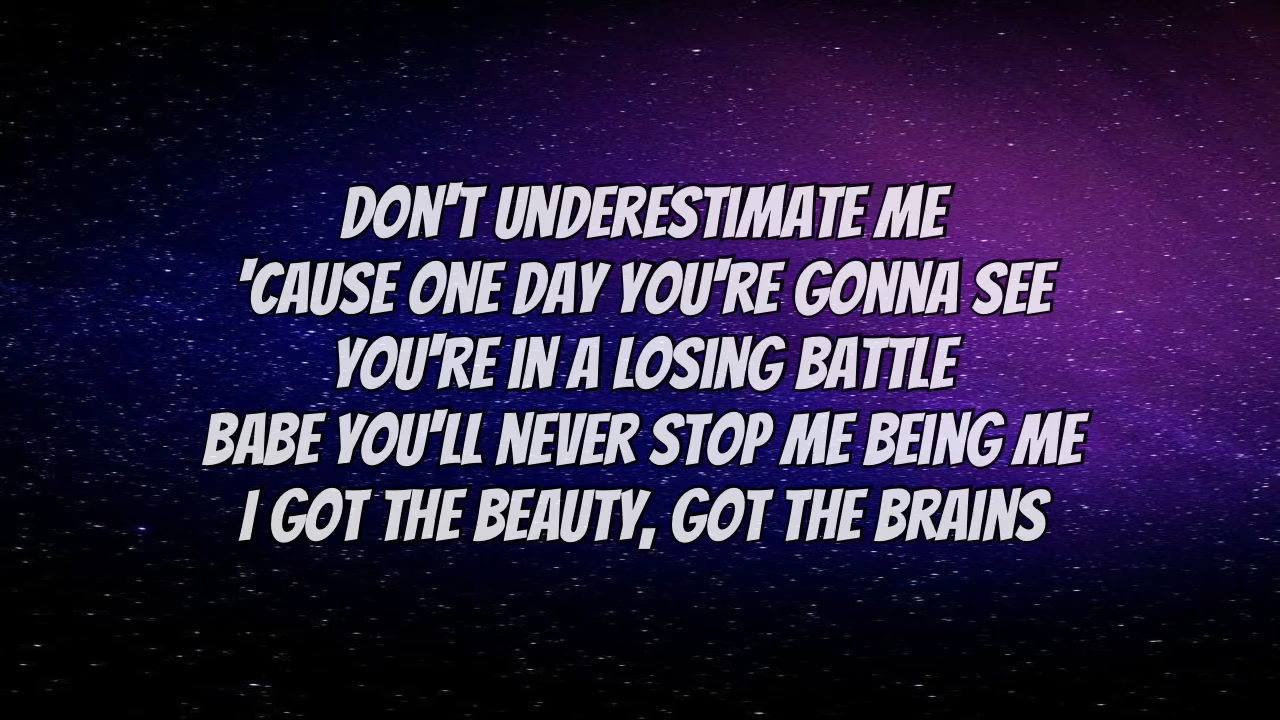 DON'T UNDERESTIMATE ME
'CAUSE ONE DAY YOU'RE GONNA SEE
YOU'RE IN A LOSING BATTLE
BABE YOU'LL NEVER STOP ME BEING ME
I GOT THE BEAUTY, GOT THE BRAINS